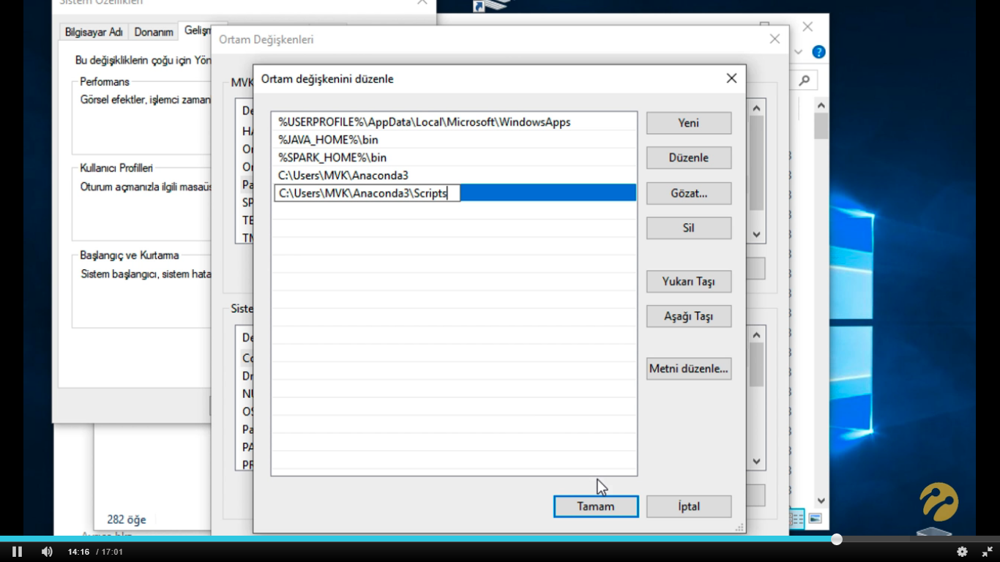 Sistem Özellikleri
Bilgisayar Adı
Donanım
Gelişm
Bu değişikliklerin çoğu için Yön
Performans
Görsel efektler, işlemci zaman
Kullanıcı Profilleri
Oturum açmanızla ilgili masaüs
Başlangıç ve Kurtarma
Sistem başlangıcı, sistem hata
Ortam Değişkenleri
MVK
De
HA
On
Pa
SP
TE
TM
Siste
De
Co
Dr
NU
OS
Pa
PA
PR
Ortam değişkenini düzenle
%USERPROFILE%\AppData\Local\Microsoft\WindowsApps
%JAVA_HOME%\bin
%SPARK_HOME%\bin
C:\Users\MVK\Anaconda3
C:\Users\MVK\Anaconda3\Scripts
Yeni
Düzenle
Gözat...
Sil
Yukarı Taşı
Aşağı Taşı
Metni düzenle...
Tamam
İptal
282 öğe
14:16 / 17:01